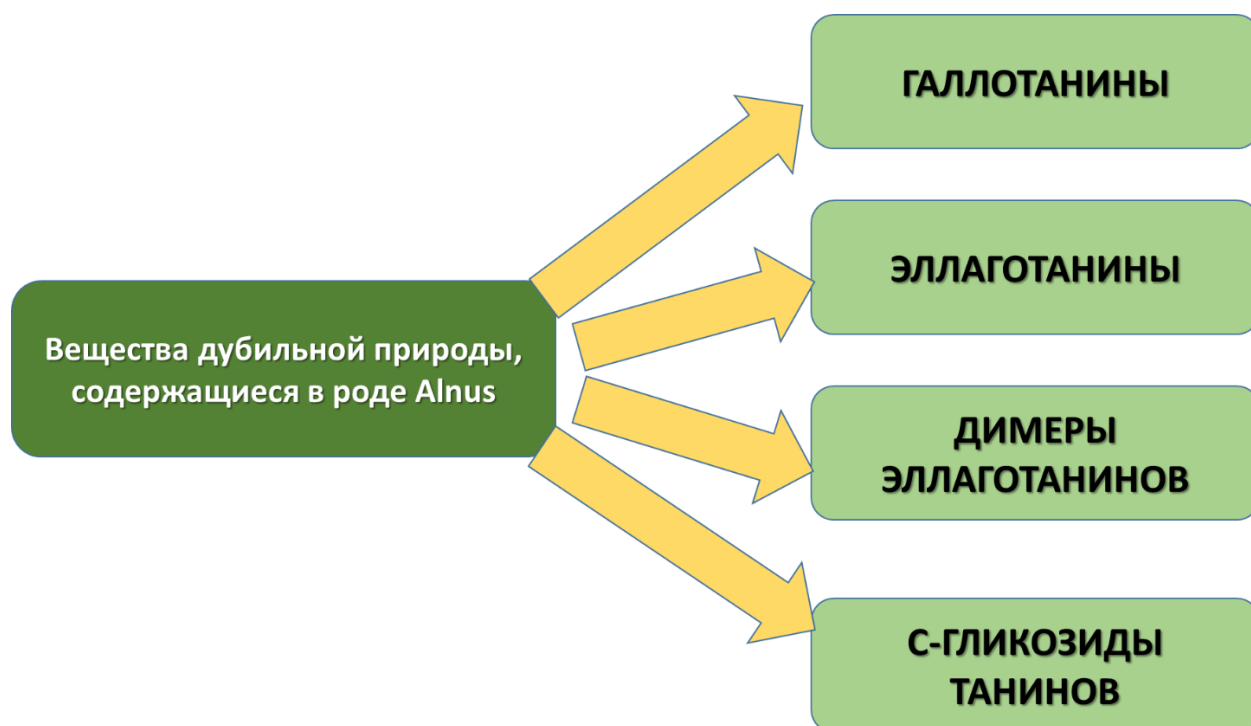 ГАЛЛОТАНИНЫ
ЭЛЛАГОТАНИНЫ
Вещества дубильной природы,
содержащиеся в роде Alnus
ДИМЕРЫ
ЭЛЛАГОТАНИНОВ
С-ГЛИКОЗИДЫ
ТАНИНОВ